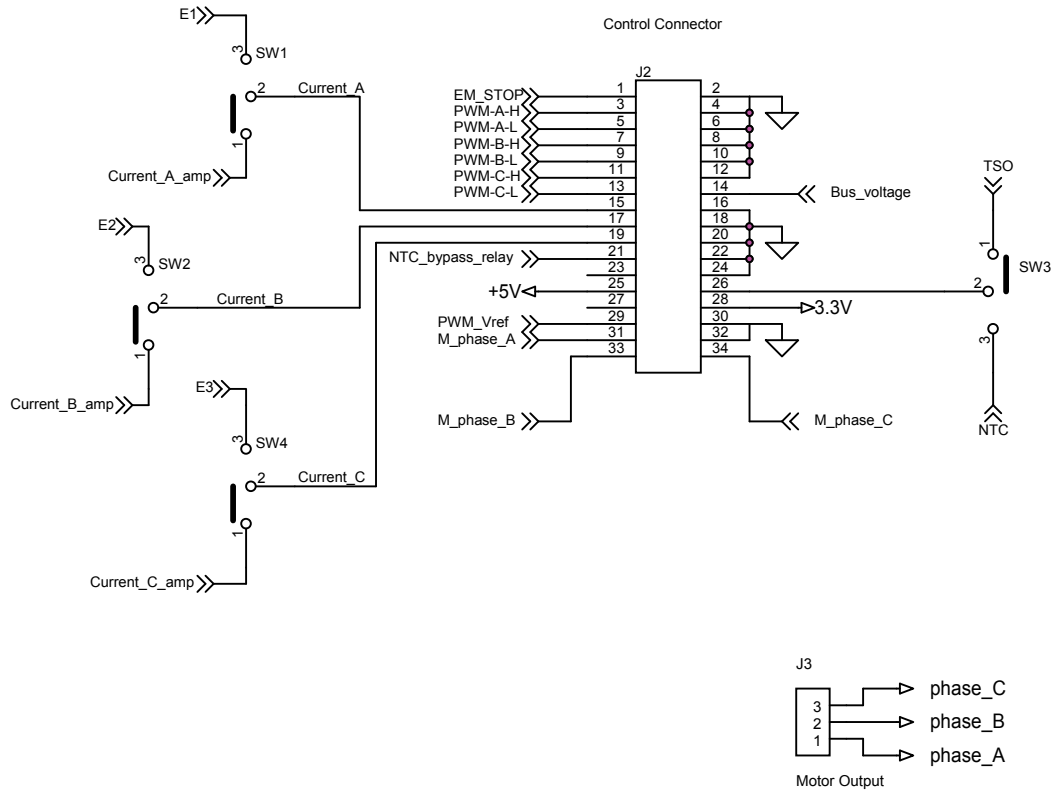 E1
3
SW1
2
Current_A
1
Current_A_amp
E2
3
SW2
2
Current_B
1
Current_B_amp
E3
3
SW4
2
Current_C
1
Current_C_amp
Control Connector
J2
EM_STOP 1 2
PWM-A-H 3 4
PWM-A-L 5 6
PWM-B-H 7 8
PWM-B-L 9 10
PWM-C-H 11 12
PWM-C-L 13 14 Bus_voltage
15 16
17 18
19 20
NTC_bypass_relay 21 22
23 24
+5V 25 26
27 28 3.3V
PWM_Vref 29 30
M_phase_A 31 32
33 34
M_phase_B
M_phase_C
TSO
1
SW3
2
3
NTC
J3
3 phase_C
2 phase_B
1 phase_A
Motor Output